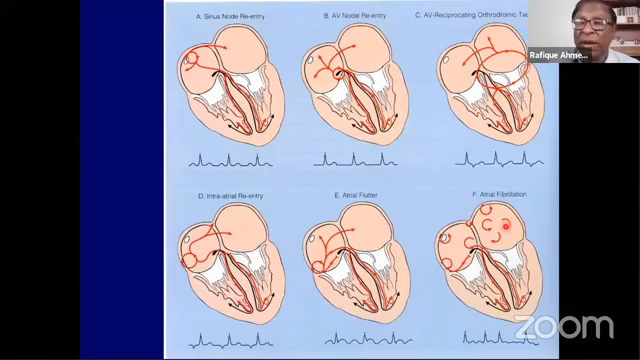 A. Sinus Node Re-entry
B. AV Nodal Re-entry
C. AV-Reciprocating Orthrodromic Tac
Rafique Ahme...
D. Intra-atrial Re-entry
E. Atrial Flutter
F. Atrial Fibrillation
zoom